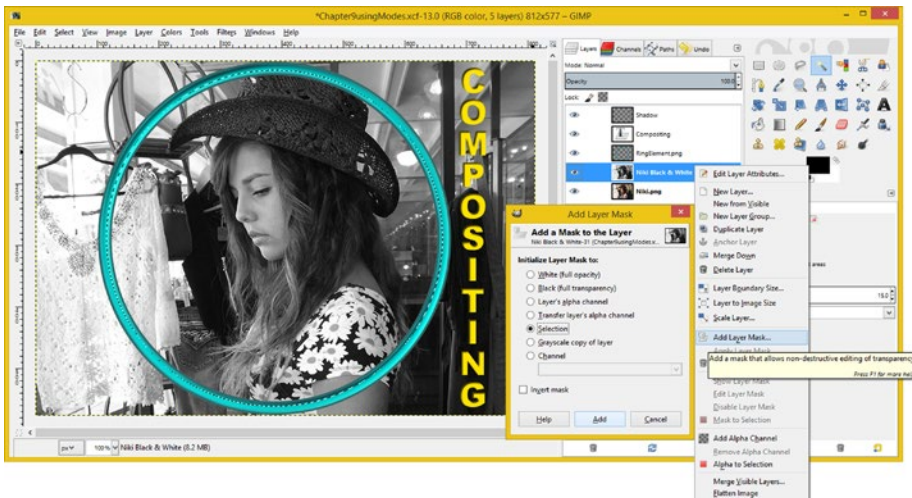 *Chapter9usingModes.xcf-13.0 (RGB color, 5 layers) 812x577 – GIMP
File Edit Select View Image Layer Colors Tools Filters Windows Help
COMPOSITING
Layers Channels Paths Undo
Mode: Normal
Opacity 100.0
Lock:
Shadow
Compositing
RingElement.png
Niki Black & White
Niki.png
Edit Layer Attributes...
New Layer...
New from Visible
New Layer Group...
Duplicate Layer
Anchor Layer
Merge Down
Delete Layer
Layer Boundary Size...
Layer to Image Size
Scale Layer...
Add Layer Mask...
Apply Layer Mask
Add a mask that allows non-destructive editing of transparency
Press F1 for more
Show Layer Mask
Edit Layer Mask
Disable Layer Mask
Mask to Selection
Add Alpha Channel
Remove Alpha Channel
Alpha to Selection
Merge Visible Layers...
Flatten Image
areas
15.0
Add Layer Mask
Add a Mask to the Layer
Niki Black & White-31 (Chapter9usingModes.x...
Initialize Layer Mask to:
White (full opacity)
Black (full transparency)
Layer's alpha channel
Transfer layer's alpha channel
Selection
Grayscale copy of layer
Channel
Invert mask
Help Add Cancel
px 100% Niki Black & White (8.2 MB)